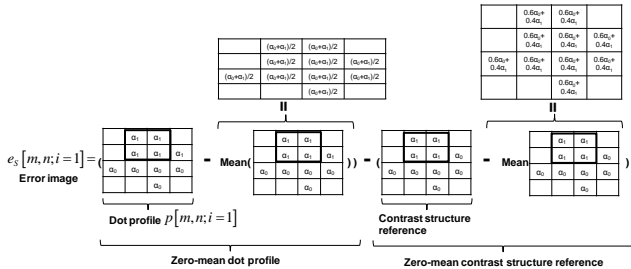 (α₀+α₁)/2 (α₀+α₁)/2
(α₀+α₁)/2 (α₀+α₁)/2 (α₀+α₁)/2
(α₀+α₁)/2 (α₀+α₁)/2 (α₀+α₁)/2 (α₀+α₁)/2
(α₀+α₁)/2
=
0.6α₀+ 0.6α₀+
0.4α₁ 0.4α₁
0.6α₀+ 0.6α₀+ 0.6α₀+
0.4α₁ 0.4α₁ 0.4α₁
0.6α₀+ 0.6α₀+ 0.6α₀+ 0.6α₀+
0.4α₁ 0.4α₁ 0.4α₁ 0.4α₁
0.6α₀+
0.4α₁
=
e_S[m,n;i=1]=
Error image
(
α₁ α₁
α₁ α₁ α₁
α₀ α₀ α₀ α₀
α₀
- Mean(
α₁ α₁
α₁ α₁ α₁
α₀ α₀ α₀ α₀
α₀
)) - (
α₁ α₁
α₁ α₁ α₁
α₀ α₀ α₀ α₀
α₀
- Mean
α₁ α₁
α₁ α₁ α₁
α₀ α₀ α₀ α₀
α₀
)
Dot profile p[m,n;i=1]
Contrast structure
reference
Zero-mean dot profile
Zero-mean contrast structure reference